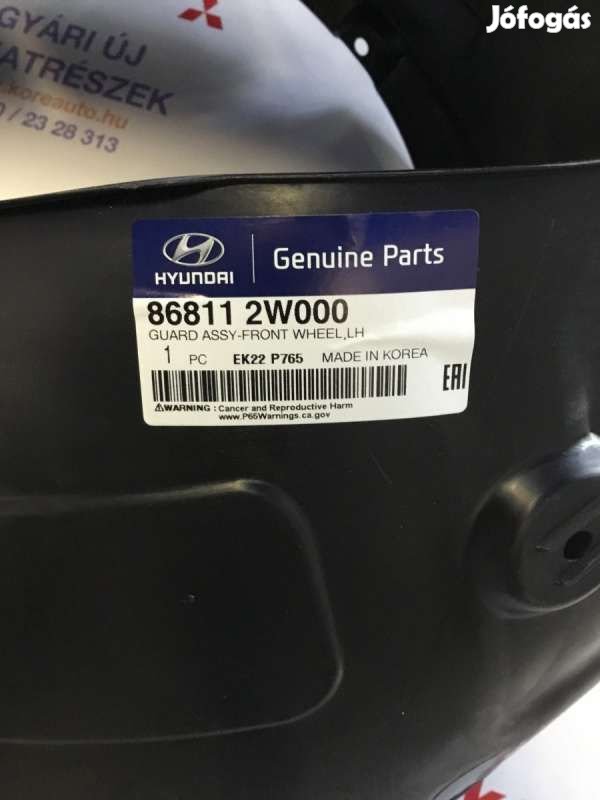 Jófogás
GYÁRI ÚJ
ATRÉSZEK
koreauto.hu
0 / 23 28 313
HYUNDAI
Genuine Parts
86811 2W000
GUARD ASSY-FRONT WHEEL,LH
1 PC EK22 P765 MADE IN KOREA
EAC
WARNING : Cancer and Reproductive Harm
www.P65Warnings.ca.gov